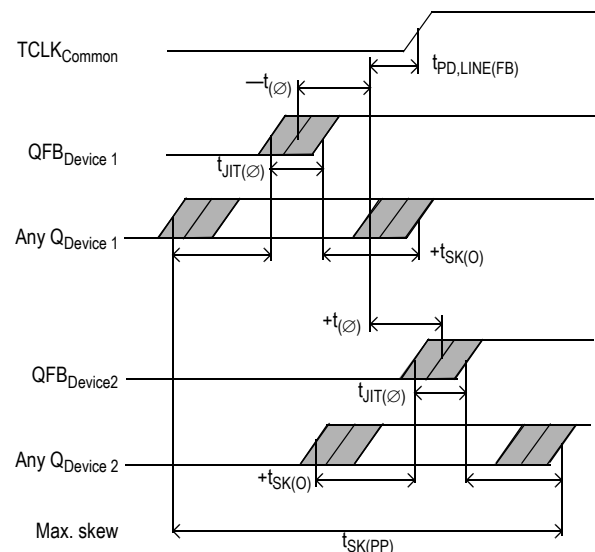 TCLKCommon
tPD,LINE(FB)
—t(∅)
QFBDevice 1
tJIT(∅)
Any QDevice 1
+tSK(O)
+t(∅)
QFBDevice2
tJIT(∅)
Any QDevice 2
+tSK(O)
Max. skew
tSK(PP)